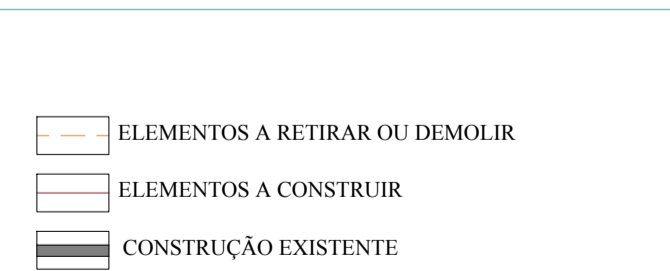 ELEMENTOS A RETIRAR OU DEMOLIR
ELEMENTOS A CONSTRUIR
CONSTRUÇÃO EXISTENTE